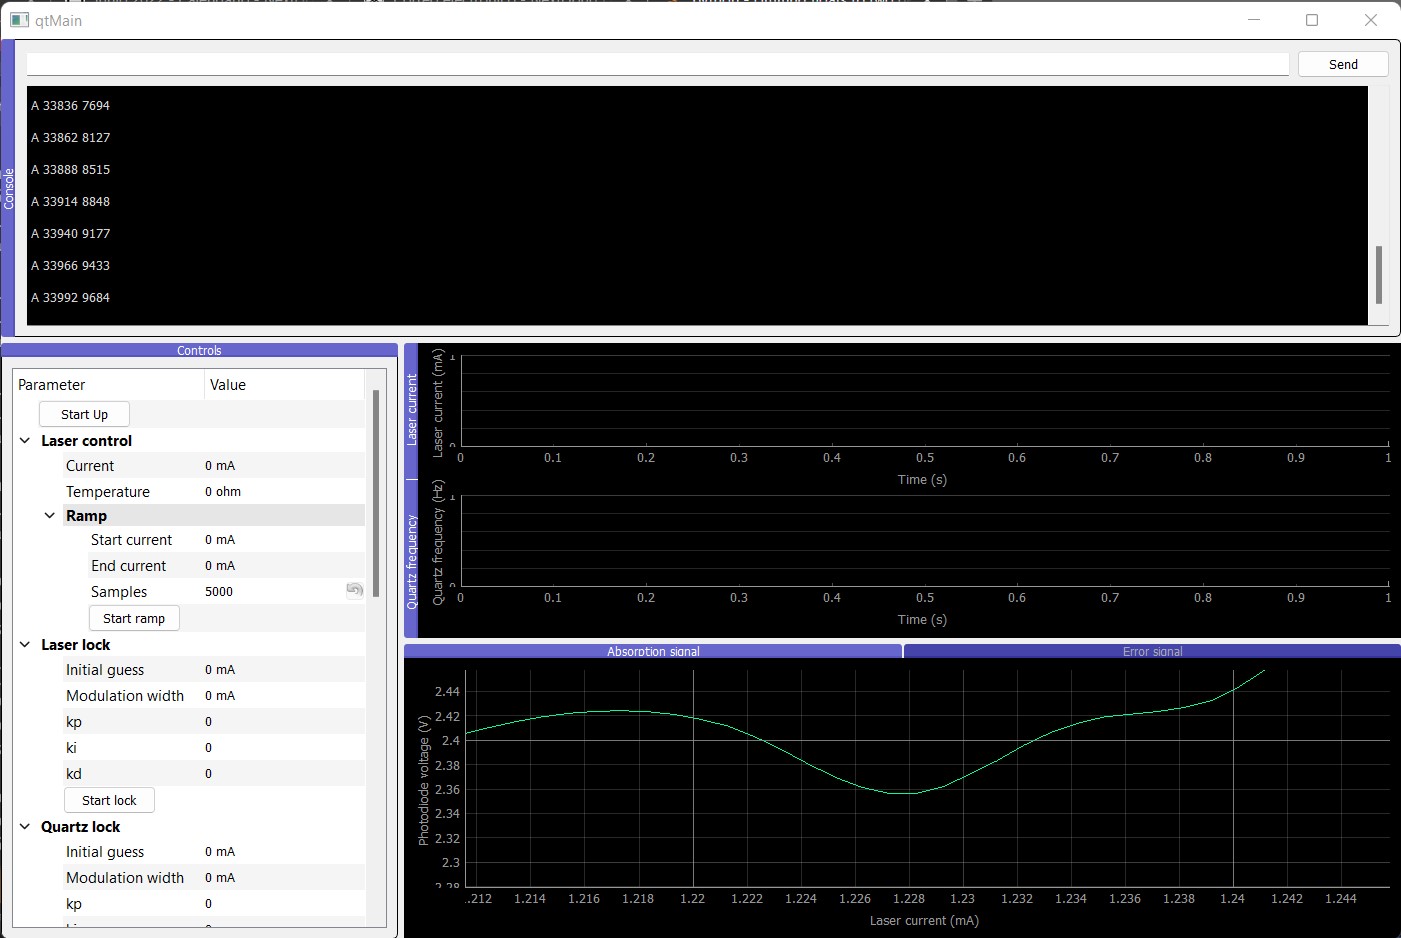 qtMain
Send
Console
A 33836 7694
A 33862 8127
A 33888 8515
A 33914 8848
A 33940 9177
A 33966 9433
A 33992 9684
Controls
Parameter Value
Start Up
Laser control
Current 0 mA
Temperature 0 ohm
Ramp
Start current 0 mA
End current 0 mA
Samples 5000
Start ramp
Laser lock
Initial guess 0 mA
Modulation width 0 mA
kp 0
ki 0
kd 0
Start lock
Quartz lock
Initial guess 0 mA
Modulation width 0 mA
kp 0
Laser current
Laser current (mA)
1
0
0 0.1 0.2 0.3 0.4 0.5 0.6 0.7 0.8 0.9 1
Time (s)
Quartz frequency
Quartz frequency (Hz)
1
0
0 0.1 0.2 0.3 0.4 0.5 0.6 0.7 0.8 0.9 1
Time (s)
Absorption signal Error signal
Photodiode voltage (V)
2.44
2.42
2.4
2.38
2.36
2.34
2.32
2.3
2.28
.212 1.214 1.216 1.218 1.22 1.222 1.224 1.226 1.228 1.23 1.232 1.234 1.236 1.238 1.24 1.242 1.244
Laser current (mA)